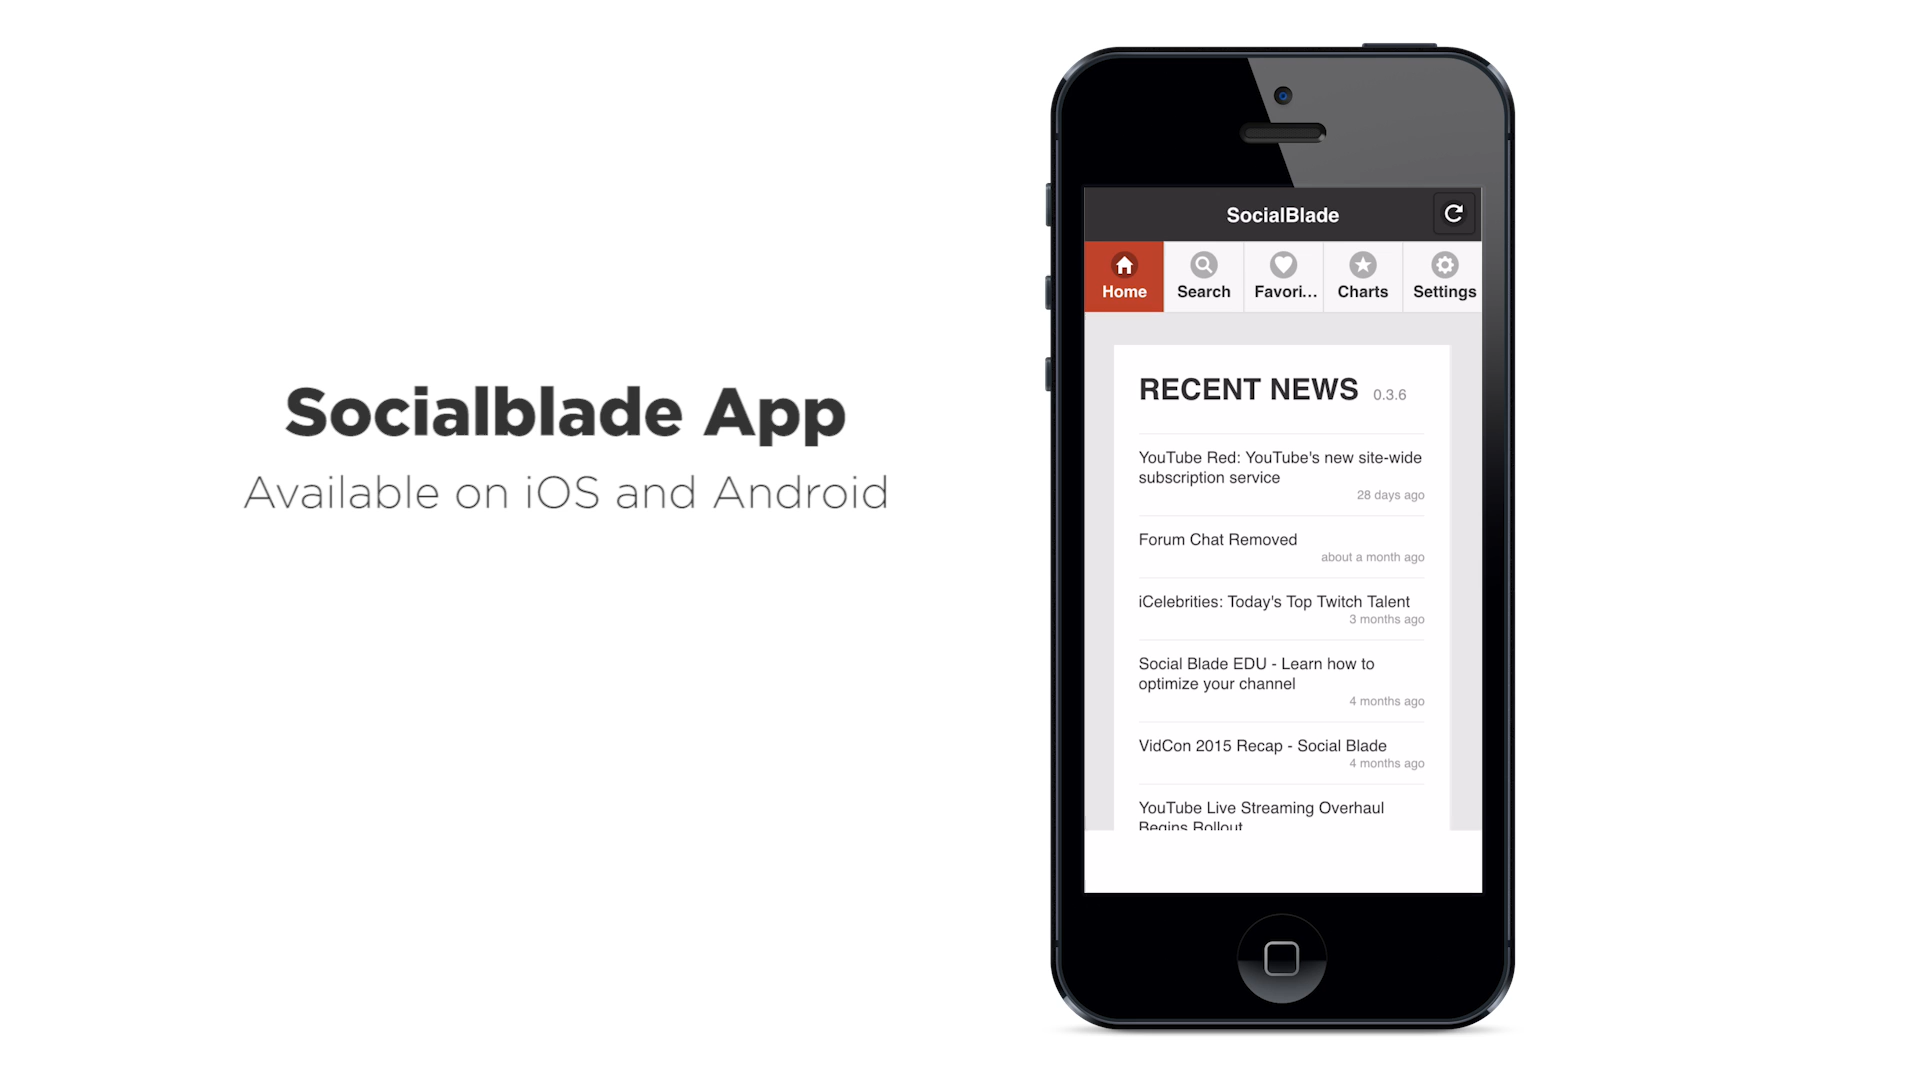 Socialblade App
Available on iOS and Android
SocialBlade
Home
Search
Favori...
Charts
Settings
RECENT NEWS 0.3.6
YouTube Red: YouTube's new site-wide
subscription service
28 days ago
Forum Chat Removed
about a month ago
iCelebrities: Today's Top Twitch Talent
3 months ago
Social Blade EDU - Learn how to
optimize your channel
4 months ago
VidCon 2015 Recap - Social Blade
4 months ago
YouTube Live Streaming Overhaul
Begins Rollout